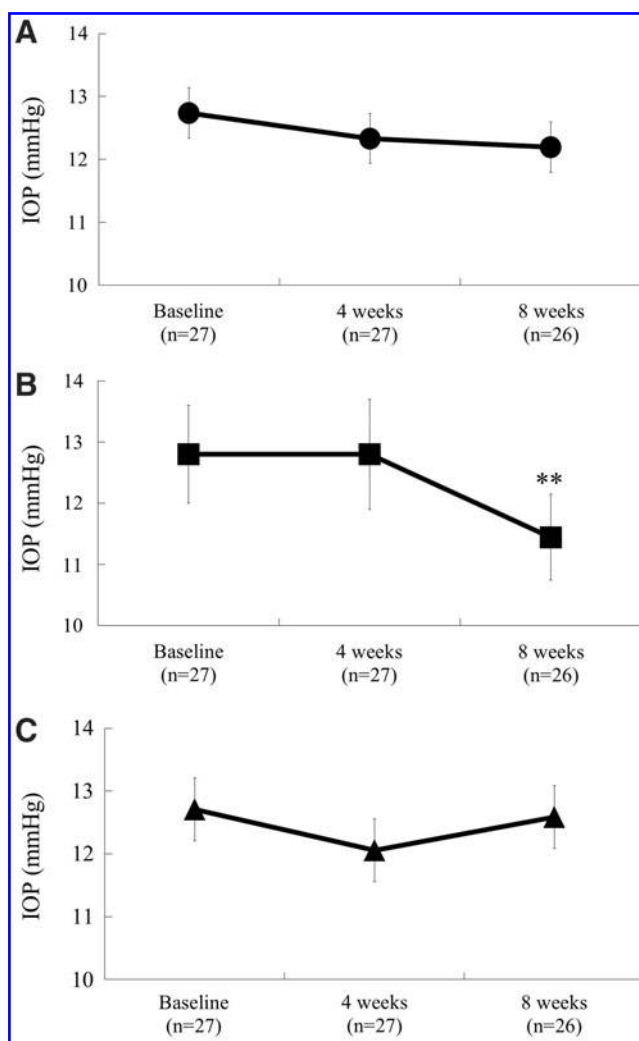 A
14
13
12
11
10
IOP (mmHg)
Baseline 4 weeks 8 weeks
(n=27) (n=27) (n=26)
B
14
13
12
11
10
IOP (mmHg)
**
Baseline 4 weeks 8 weeks
(n=27) (n=27) (n=26)
C
14
13
12
11
10
IOP (mmHg)
Baseline 4 weeks 8 weeks
(n=27) (n=27) (n=26)